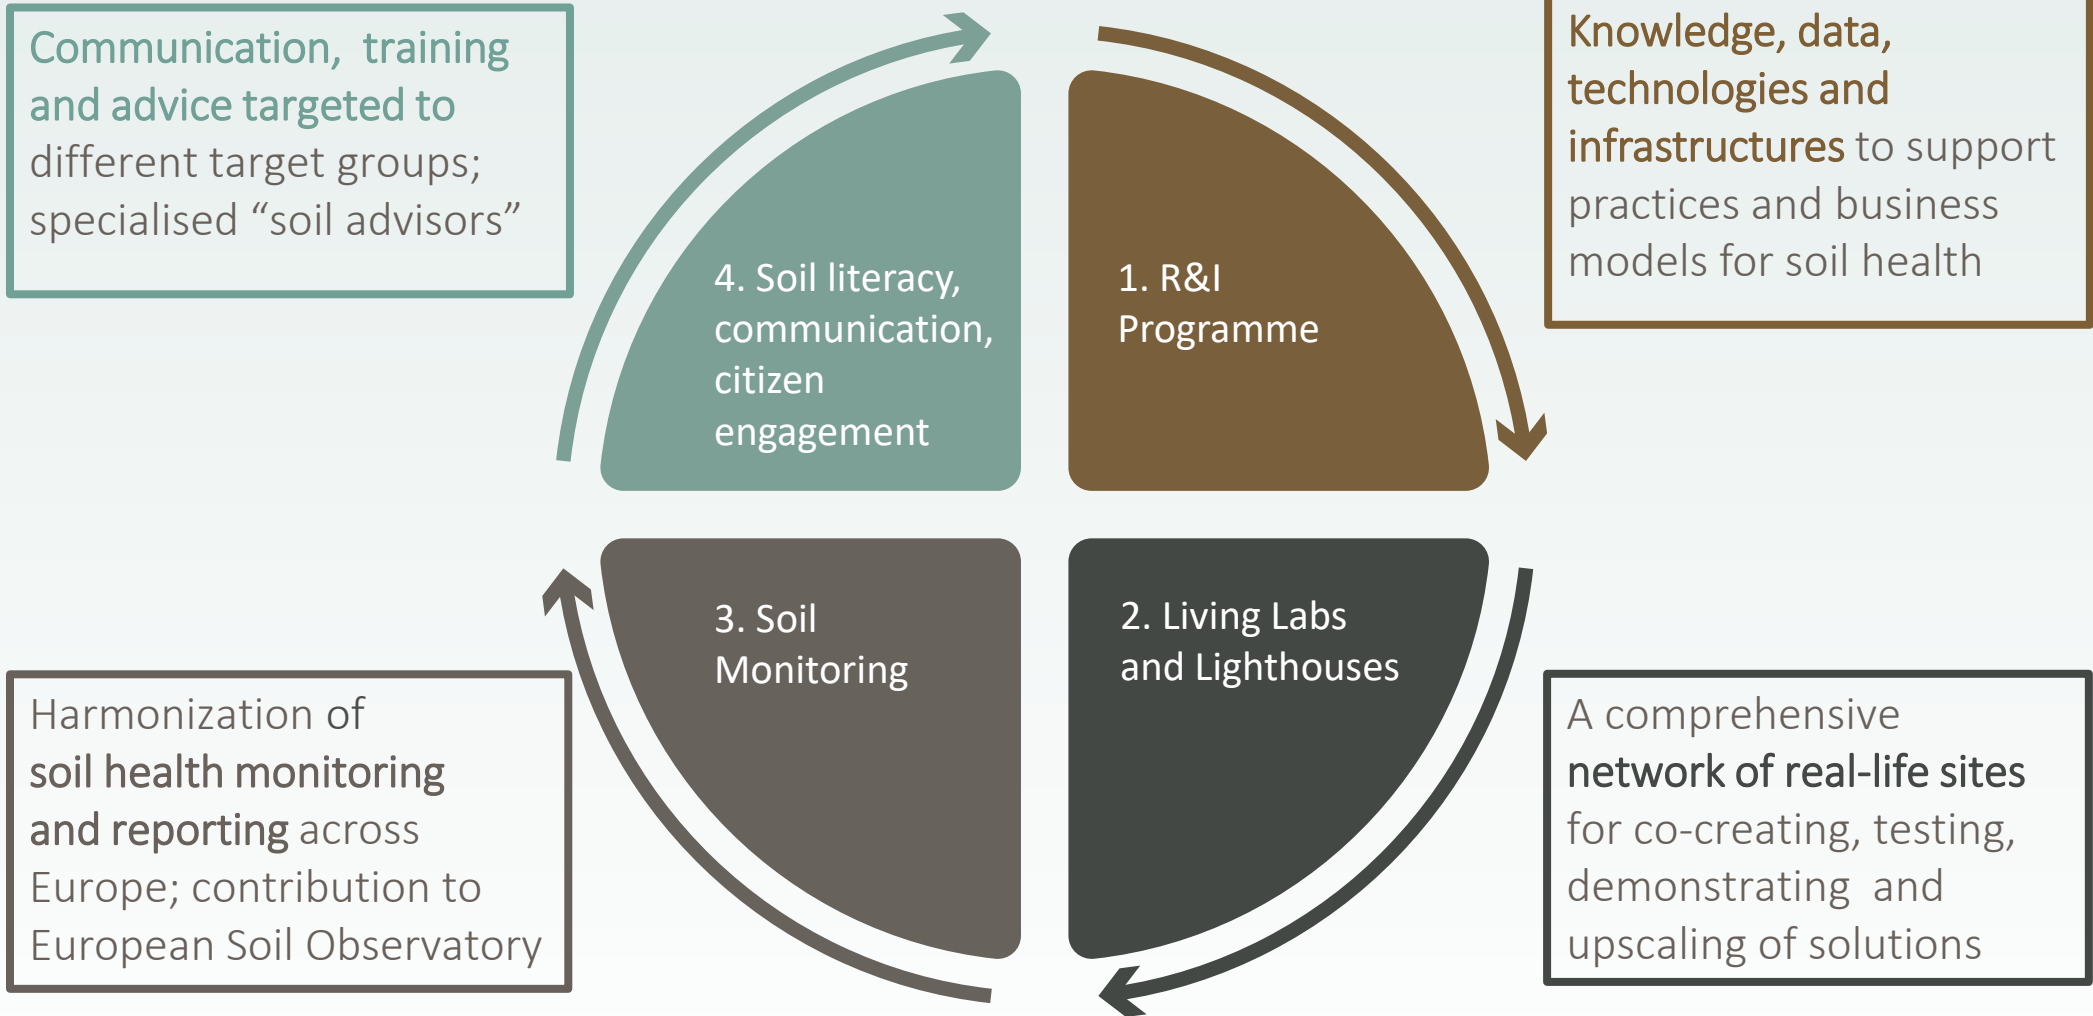 Communication,  training
and advice targeted to
different target groups;
specialised “soil advisors”
Knowledge, data,
technologies and
infrastructures to support
practices and business
models for soil health
4. Soil literacy,
communication,
citizen
engagement
1. R&I
Programme
3. Soil
Monitoring
2. Living Labs
and Lighthouses
Harmonization of
soil health monitoring
and reporting across
Europe; contribution to
European Soil Observatory
A comprehensive
network of real-life sites
for co-creating, testing,
demonstrating  and
upscaling of solutions